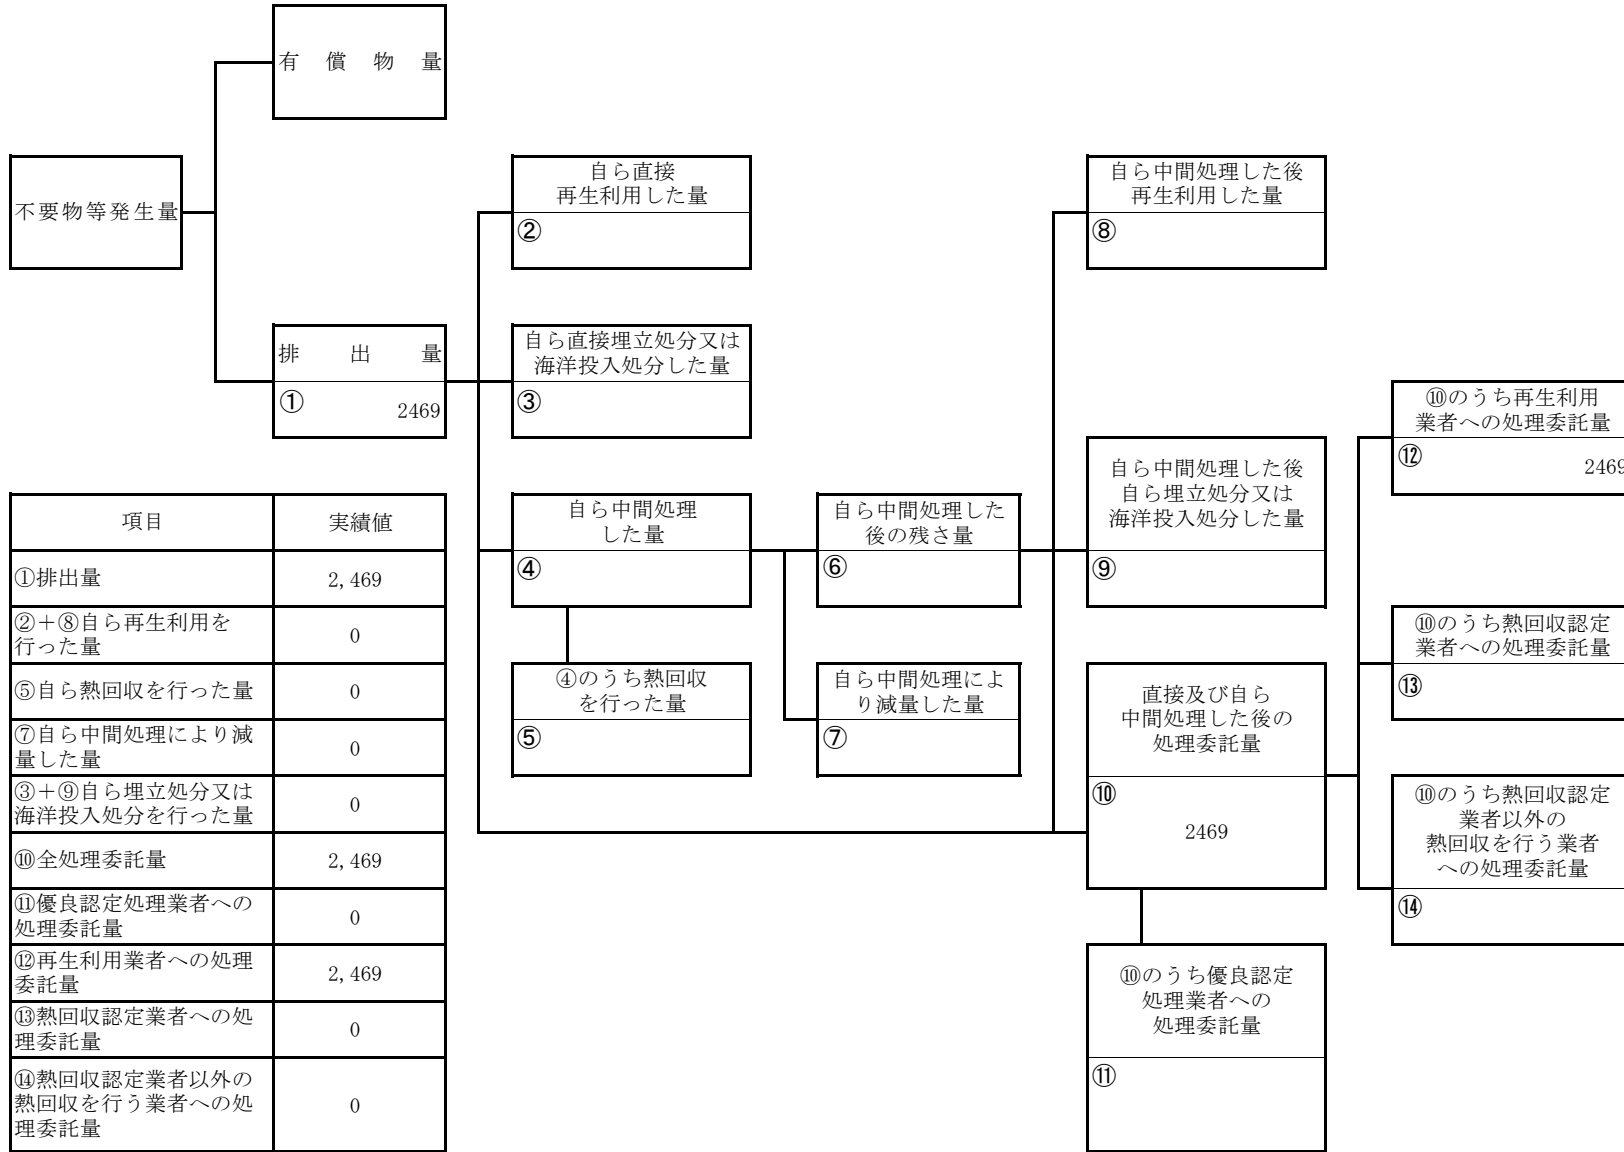 有償物量
不要物等発生量
排出量
①
2469
自ら直接
再生利用した量
②
自ら直接埋立処分又は
海洋投入処分した量
③
自ら中間処理
した量
④
④のうち熱回収
を行った量
⑤
自ら中間処理した
後の残さ量
⑥
自ら中間処理によ
り減量した量
⑦
自ら中間処理した後
再生利用した量
⑧
自ら中間処理した後
自ら埋立処分又は
海洋投入処分した量
⑨
直接及び自ら
中間処理した後の
処理委託量
⑩
2469
⑩のうち優良認定
処理業者への
処理委託量
⑪
⑩のうち再生利用
業者への処理委託量
⑫
2469
⑩のうち熱回収認定
業者への処理委託量
⑬
⑩のうち熱回収認定
業者以外の
熱回収を行う業者
への処理委託量
⑭
項目 実績値
①排出量 2,469
②＋⑧自ら再生利用を
行った量 0
⑤自ら熱回収を行った量 0
⑦自ら中間処理により減
量した量 0
③＋⑨自ら埋立処分又は
海洋投入処分を行った量 0
⑩全処理委託量 2,469
⑪優良認定処理業者への
処理委託量 0
⑫再生利用業者への処理
委託量 2,469
⑬熱回収認定業者への処
理委託量 0
⑭熱回収認定業者以外の
熱回収を行う業者への処
理委託量 0